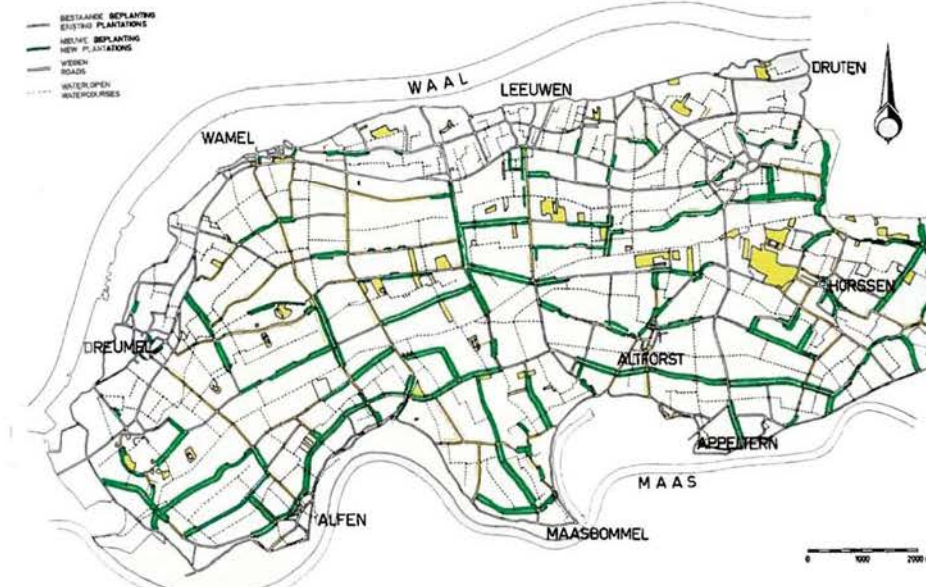 BESTAANDE BEPLANTING
EXISTING PLANTATIONS
NIEUWE BEPLANTING
NEW PLANTATIONS
WEGEN
ROADS
WATERLOPEN
WATERCOURSES
WAAL
DRUTEN
LEEUWEN
WAMEL
HORSSEN
DREUMEL
ALTFORST
APPELTERN
MAAS
ALFEN
MAASBOMMEL
0 1000 2000